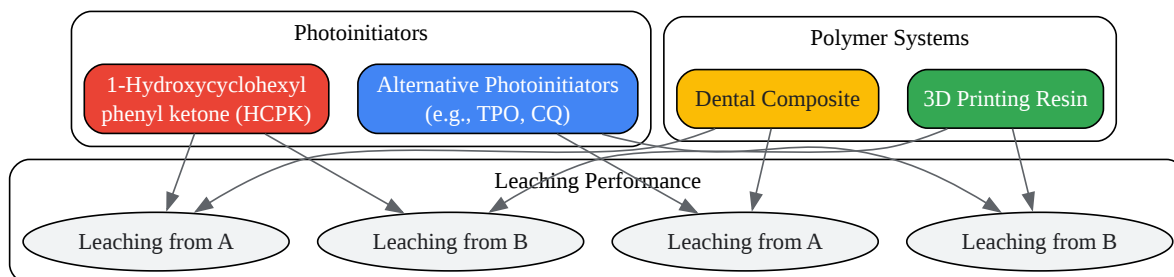 Photoinitiators
Polymer Systems
1-Hydroxycyclohexyl
phenyl ketone (HCPK)
Alternative Photoinitiators
(e.g., TPO, CQ)
Dental Composite
3D Printing Resin
Leaching Performance
Leaching from A
Leaching from B
Leaching from A
Leaching from B